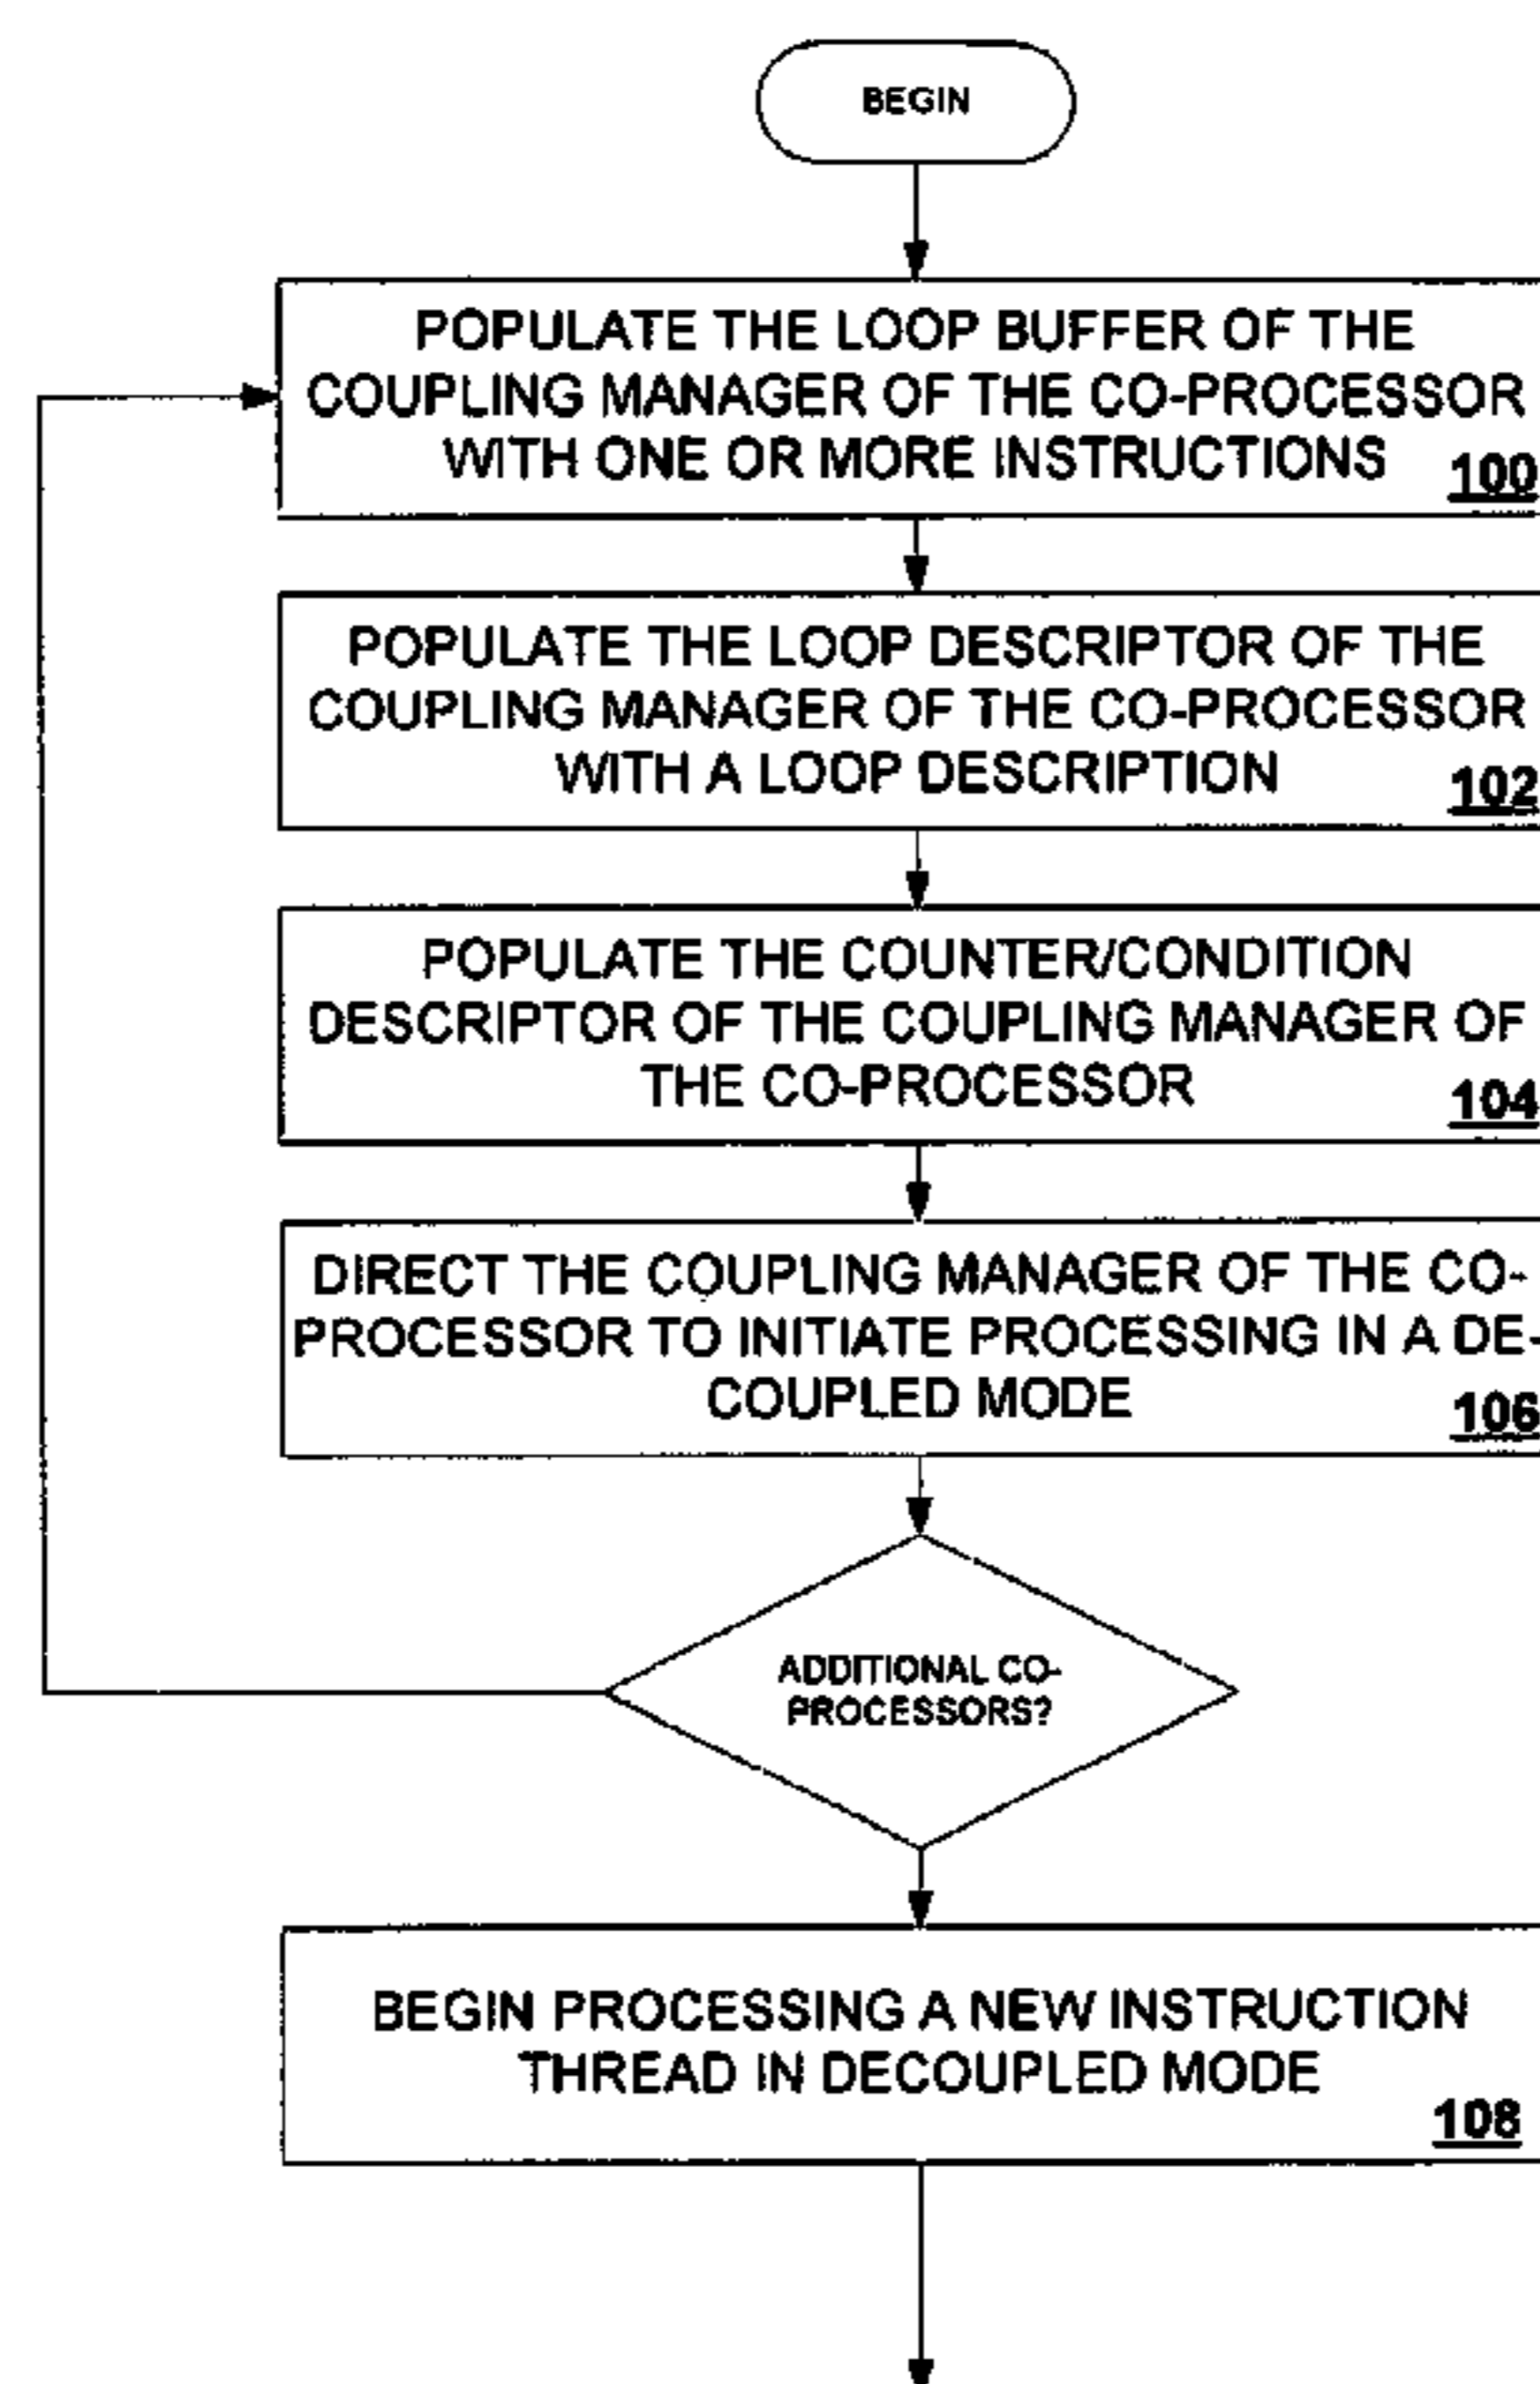 BEGIN
POPULATE THE LOOP BUFFER OF THE
COUPLING MANAGER OF THE CO-PROCESSOR
WITH ONE OR MORE INSTRUCTIONS
100
POPULATE THE LOOP DESCRIPTOR OF THE
COUPLING MANAGER OF THE CO-PROCESSOR
WITH A LOOP DESCRIPTION
102
POPULATE THE COUNTER/CONDITION
DESCRIPTOR OF THE COUPLING MANAGER OF
THE CO-PROCESSOR
104
DIRECT THE COUPLING MANAGER OF THE CO-
PROCESSOR TO INITIATE PROCESSING IN A DE-
COUPLED MODE
106
ADDITIONAL CO-
PROCESSORS?
BEGIN PROCESSING A NEW INSTRUCTION
THREAD IN DECOUPLED MODE
108